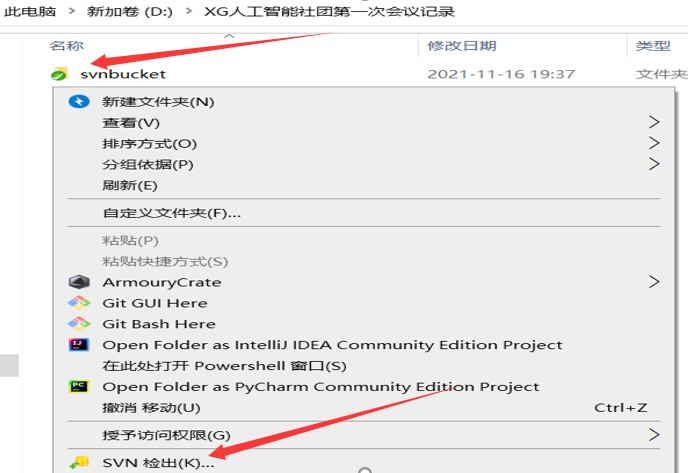 此电脑 > 新加卷 (D:) > XG人工智能社团第一次会议记录
名称 修改日期 类型
svnbucket 2021-11-16 19:37 文件夹
新建文件夹(N)
查看(V)
排序方式(O)
分组依据(P)
刷新(E)
自定义文件夹(F)...
粘贴(P)
粘贴快捷方式(S)
ArmouryCrate
Git GUI Here
Git Bash Here
Open Folder as IntelliJ IDEA Community Edition Project
在此处打开 Powershell 窗口(S)
Open Folder as PyCharm Community Edition Project
撤消 移动(U) Ctrl+Z
授予访问权限(G)
SVN 检出(K)...